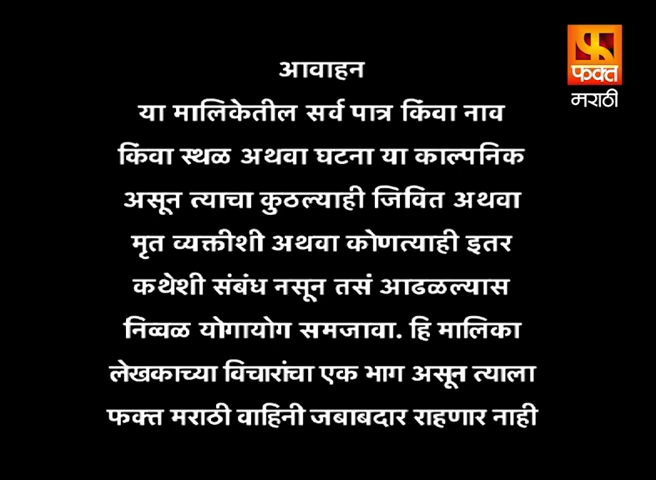 फक्त
मराठी
आवाहन
या मालिकेतील सर्व पात्र किंवा नाव
किंवा स्थळ अथवा घटना या काल्पनिक
असून त्याचा कुठल्याही जिवित अथवा
मृत व्यक्तीशी अथवा कोणत्याही इतर
कथेशी संबंध नसून तसं आढळल्यास
निव्वळ योगायोग समजावा. हि मालिका
लेखकाच्या विचारांचा एक भाग असून त्याला
फक्त मराठी वाहिनी जबाबदार राहणार नाही